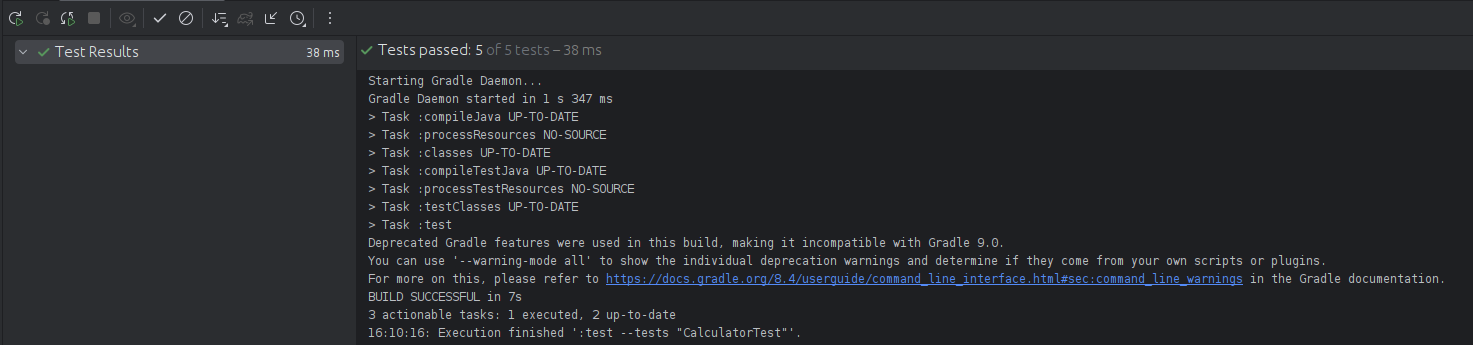 Test Results 38 ms
Tests passed: 5 of 5 tests – 38 ms
Starting Gradle Daemon...
Gradle Daemon started in 1 s 347 ms
> Task :compileJava UP-TO-DATE
> Task :processResources NO-SOURCE
> Task :classes UP-TO-DATE
> Task :compileTestJava UP-TO-DATE
> Task :processTestResources NO-SOURCE
> Task :testClasses UP-TO-DATE
> Task :test
Deprecated Gradle features were used in this build, making it incompatible with Gradle 9.0.
You can use '--warning-mode all' to show the individual deprecation warnings and determine if they come from your own scripts or plugins.
For more on this, please refer to https://docs.gradle.org/8.4/userguide/command_line_interface.html#sec:command_line_warnings in the Gradle documentation.
BUILD SUCCESSFUL in 7s
3 actionable tasks: 1 executed, 2 up-to-date
16:10:16: Execution finished ':test --tests "CalculatorTest"'.